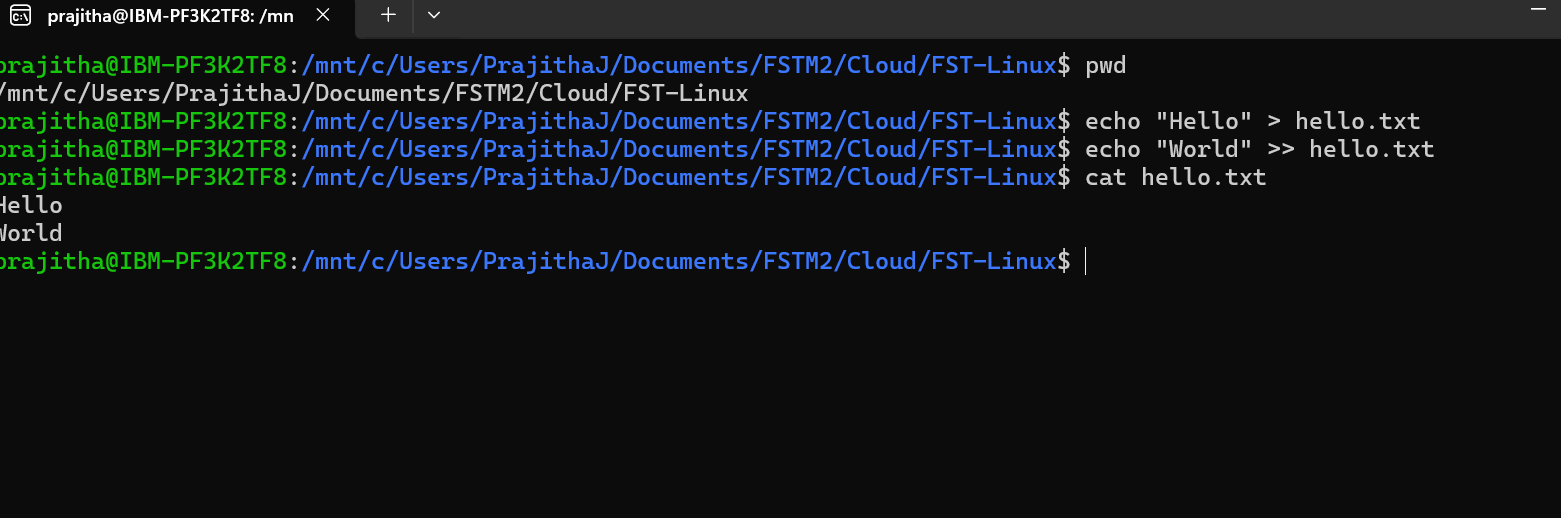 prajitha@IBM-PF3K2TF8: /mn
prajitha@IBM-PF3K2TF8:/mnt/c/Users/PrajithaJ/Documents/FSTM2/Cloud/FST-Linux$ pwd
/mnt/c/Users/PrajithaJ/Documents/FSTM2/Cloud/FST-Linux
prajitha@IBM-PF3K2TF8:/mnt/c/Users/PrajithaJ/Documents/FSTM2/Cloud/FST-Linux$ echo "Hello" > hello.txt
prajitha@IBM-PF3K2TF8:/mnt/c/Users/PrajithaJ/Documents/FSTM2/Cloud/FST-Linux$ echo "World" >> hello.txt
prajitha@IBM-PF3K2TF8:/mnt/c/Users/PrajithaJ/Documents/FSTM2/Cloud/FST-Linux$ cat hello.txt
Hello
World
prajitha@IBM-PF3K2TF8:/mnt/c/Users/PrajithaJ/Documents/FSTM2/Cloud/FST-Linux$